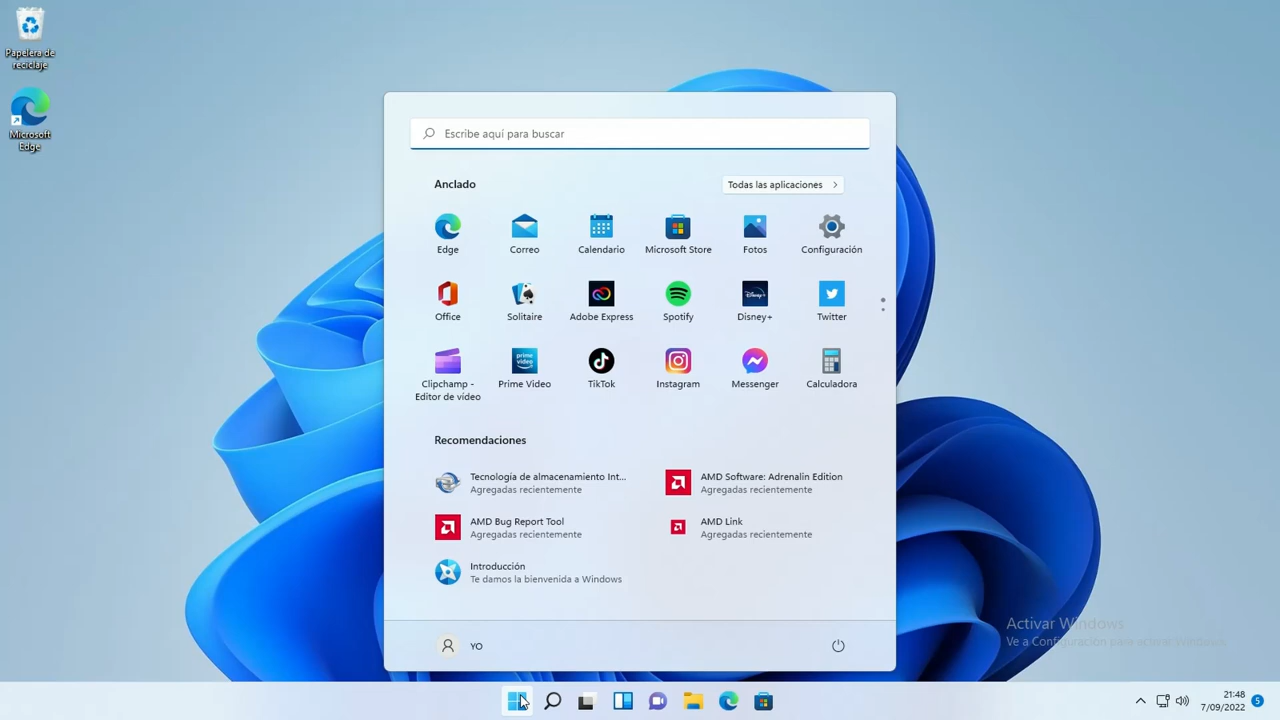 Papelera de
reciclaje
Microsoft
Edge
Escribe aquí para buscar
Anclado
Todas las aplicaciones
Edge
Correo
Calendario
Microsoft Store
Fotos
Configuración
Office
Solitaire
Adobe Express
Spotify
Disney+
Disney+
Twitter
prime
video
Clipchamp -
Editor de vídeo
Prime Video
TikTok
Instagram
Messenger
Calculadora
Recomendaciones
Tecnología de almacenamiento Int...
Agregadas recientemente
AMD Software: Adrenalin Edition
Agregadas recientemente
AMD Bug Report Tool
Agregadas recientemente
AMD Link
Agregadas recientemente
Introducción
Te damos la bienvenida a Windows
YO
Activar Windows
Ve a Configuración para activar Windows.
21:48
7/09/2022
5